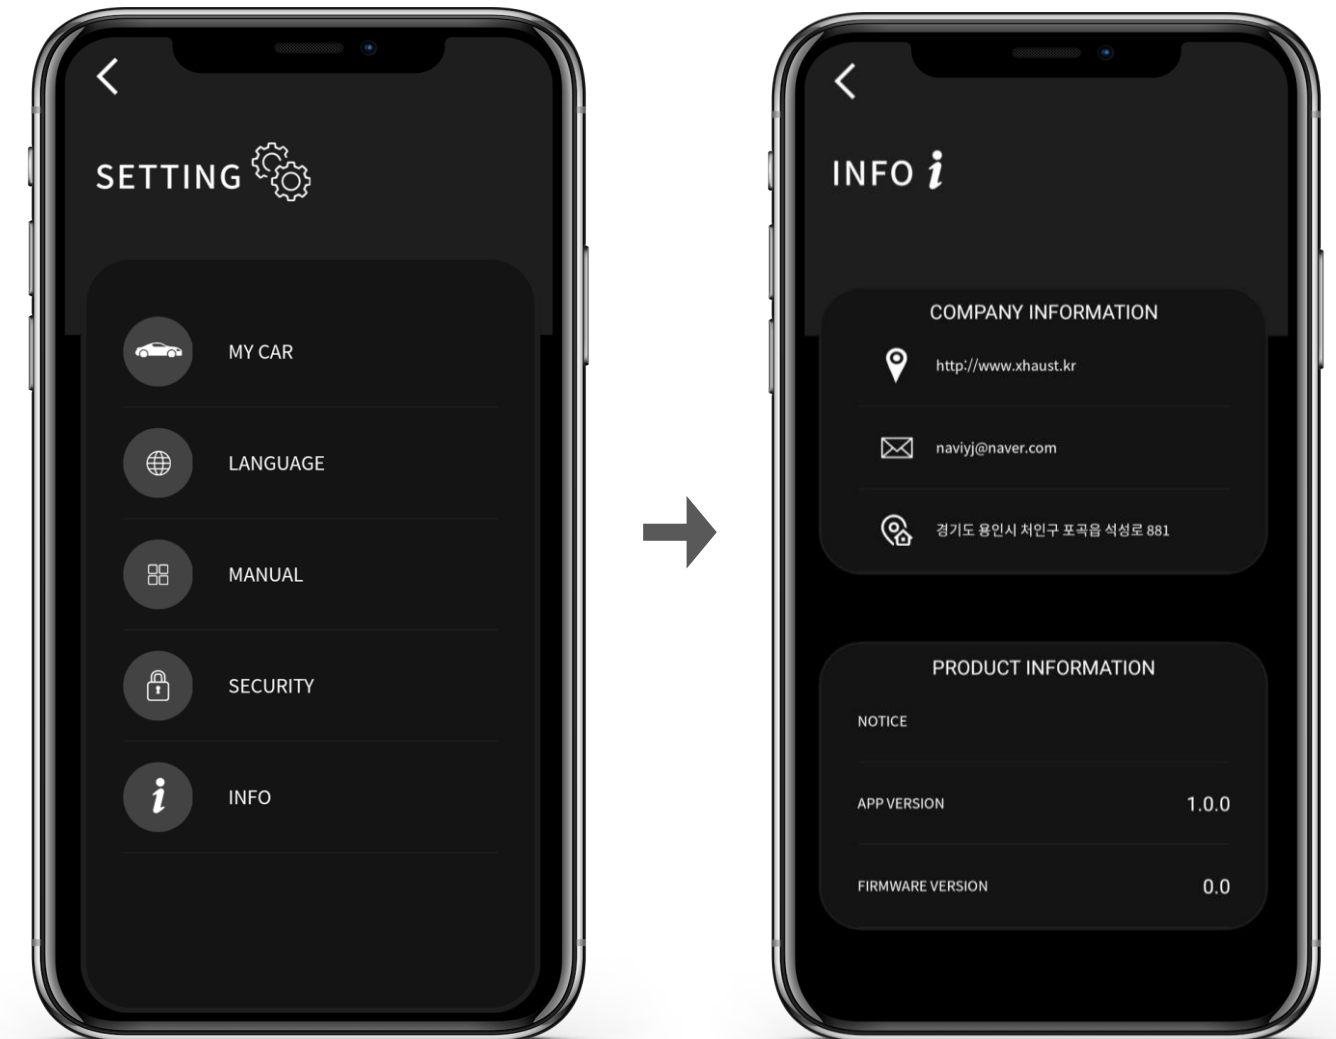 SETTING
MY CAR
LANGUAGE
MANUAL
SECURITY
INFO
INFO
COMPANY INFORMATION
http://www.xhaust.kr
naviyj@naver.com
경기도 용인시 처인구 포곡읍 석성로 881
PRODUCT INFORMATION
NOTICE
APP VERSION 1.0.0
FIRMWARE VERSION 0.0